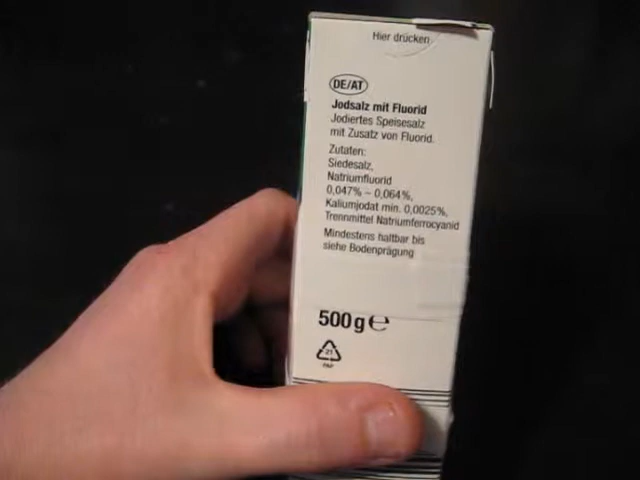 Hier drücken
DE/AT
Jodsalz mit Fluorid
Jodiertes Speisesalz
mit Zusatz von Fluorid.
Zutaten:
Siedesalz,
Natriumfluorid
0,047% – 0,064%,
Kaliumjodat min. 0,0025%,
Trennmittel Natriumferrocyanid
Mindestens haltbar bis
siehe Bodenprägung
500 g ℮
21
PAP